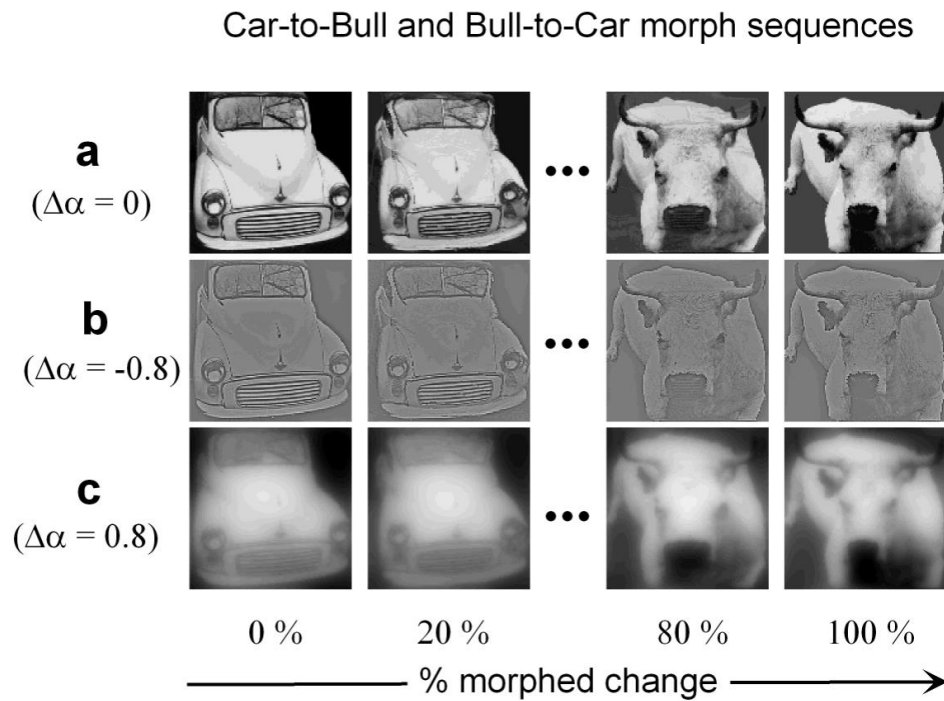 Car-to-Bull and Bull-to-Car morph sequences
a
(Δα = 0)
•••
b
(Δα = -0.8)
•••
c
(Δα = 0.8)
•••
0 %
20 %
80 %
100 %
% morphed change